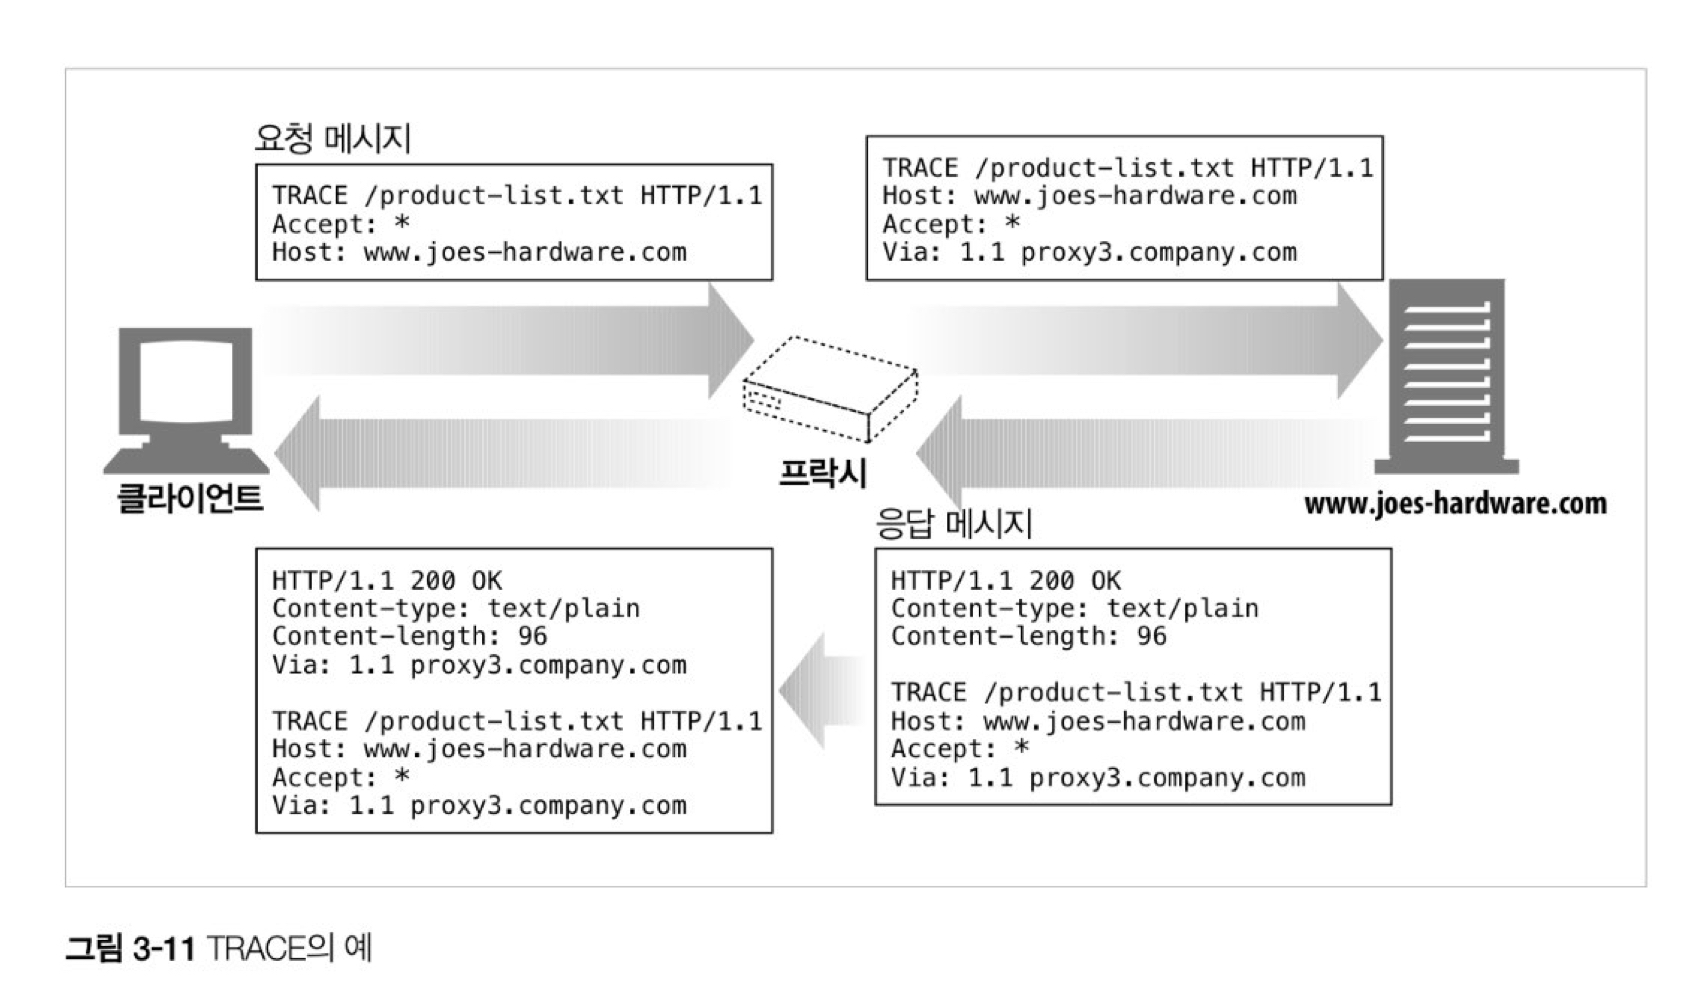 요청 메시지
TRACE /product-list.txt HTTP/1.1
Accept: *
Host: www.joes-hardware.com
TRACE /product-list.txt HTTP/1.1
Host: www.joes-hardware.com
Accept: *
Via: 1.1 proxy3.company.com
클라이언트
프락시
www.joes-hardware.com
응답 메시지
HTTP/1.1 200 OK
Content-type: text/plain
Content-length: 96
TRACE /product-list.txt HTTP/1.1
Host: www.joes-hardware.com
Accept: *
Via: 1.1 proxy3.company.com
HTTP/1.1 200 OK
Content-type: text/plain
Content-length: 96
Via: 1.1 proxy3.company.com
TRACE /product-list.txt HTTP/1.1
Host: www.joes-hardware.com
Accept: *
Via: 1.1 proxy3.company.com
그림 3-11 TRACE의 예